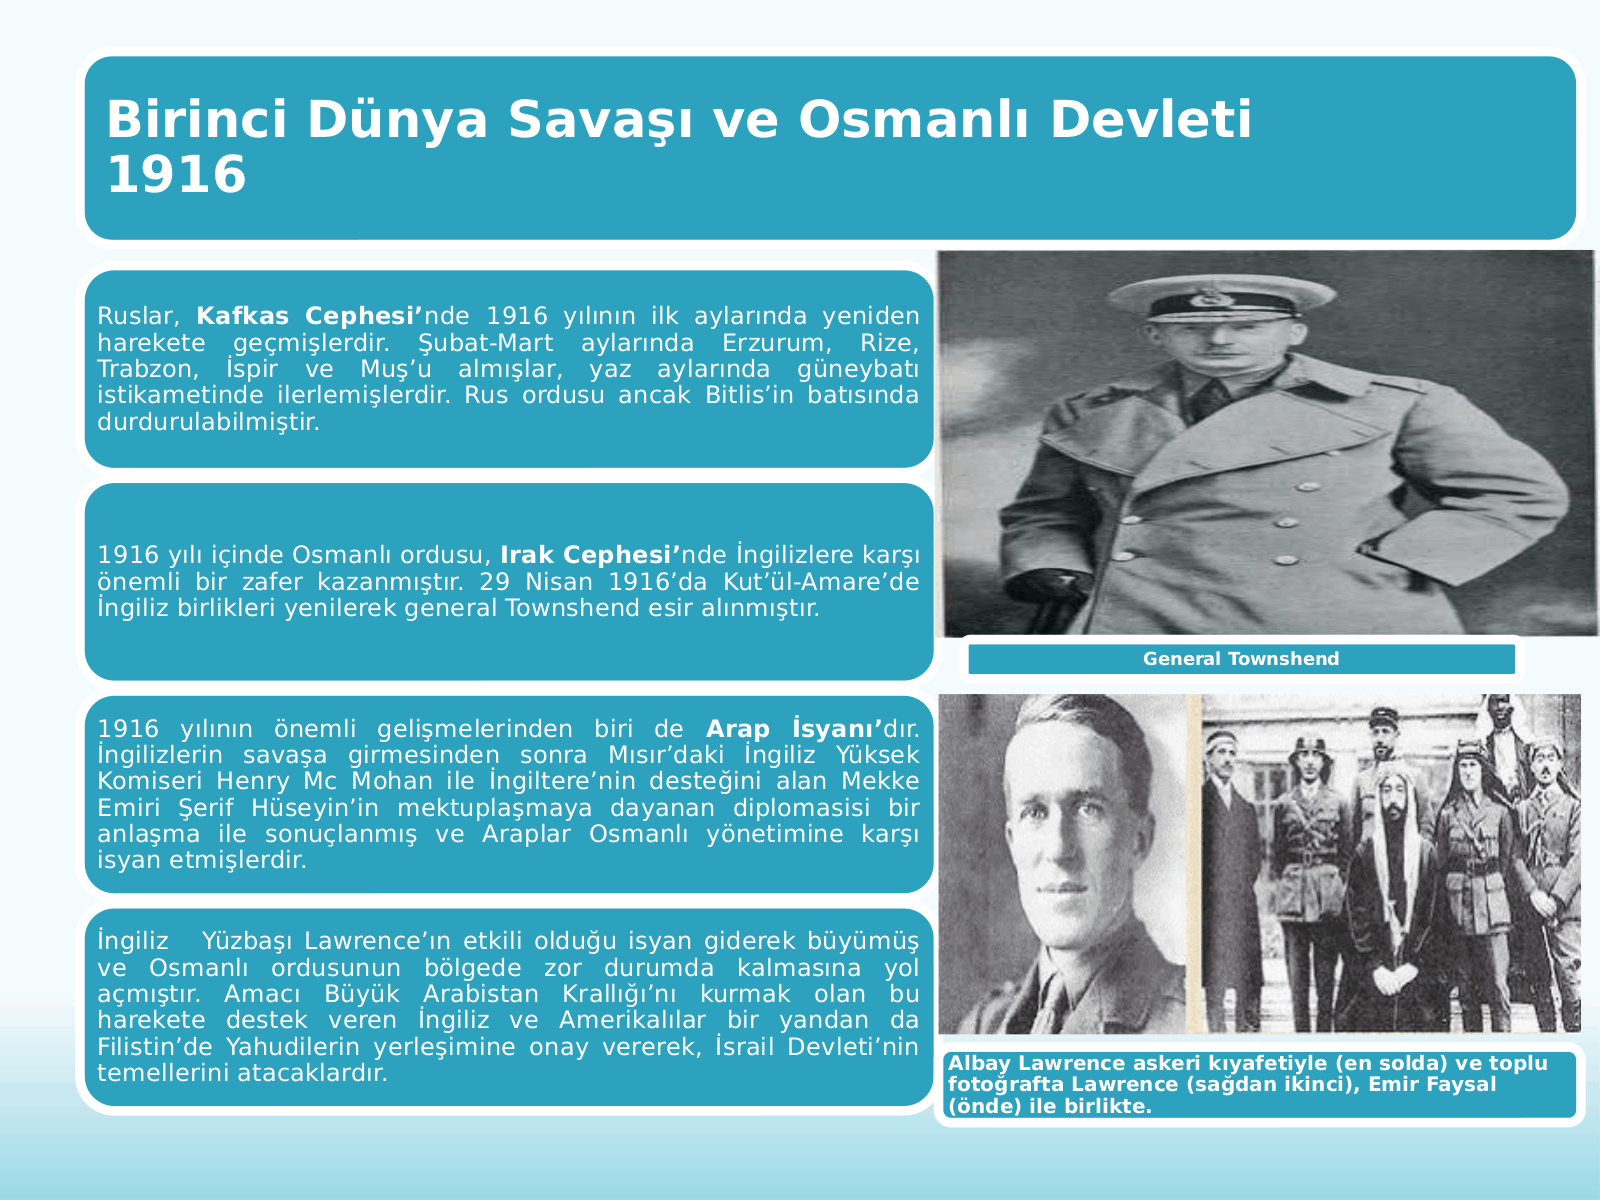 Birinci Dünya Savaşı ve Osmanlı Devleti
1916
Ruslar, Kafkas Cephesi’nde 1916 yılının ilk aylarında yeniden
harekete geçmişlerdir. Şubat-Mart aylarında Erzurum, Rize,
Trabzon, İspir ve Muş’u almışlar, yaz aylarında güneybatı
istikametinde ilerlemişlerdir. Rus ordusu ancak Bitlis’in batısında
durdurulabilmiştir.
1916 yılı içinde Osmanlı ordusu, Irak Cephesi’nde İngilizlere karşı
önemli bir zafer kazanmıştır. 29 Nisan 1916’da Kut’ül-Amare’de
İngiliz birlikleri yenilerek general Townshend esir alınmıştır.
General Townshend
1916 yılının önemli gelişmelerinden biri de Arap İsyanı’dır.
İngilizlerin savaşa girmesinden sonra Mısır’daki İngiliz Yüksek
Komiseri Henry Mc Mohan ile İngiltere’nin desteğini alan Mekke
Emiri Şerif Hüseyin’in mektuplaşmaya dayanan diplomasisi bir
anlaşma ile sonuçlanmış ve Araplar Osmanlı yönetimine karşı
isyan etmişlerdir.
İngiliz Yüzbaşı Lawrence’ın etkili olduğu isyan giderek büyümüş
ve Osmanlı ordusunun bölgede zor durumda kalmasına yol
açmıştır. Amacı Büyük Arabistan Krallığı’nı kurmak olan bu
harekete destek veren İngiliz ve Amerikalılar bir yandan da
Filistin’de Yahudilerin yerleşimine onay vererek, İsrail Devleti’nin
temellerini atacaklardır.
Albay Lawrence askeri kıyafetiyle (en solda) ve toplu
fotoğrafta Lawrence (sağdan ikinci), Emir Faysal
(önde) ile birlikte.